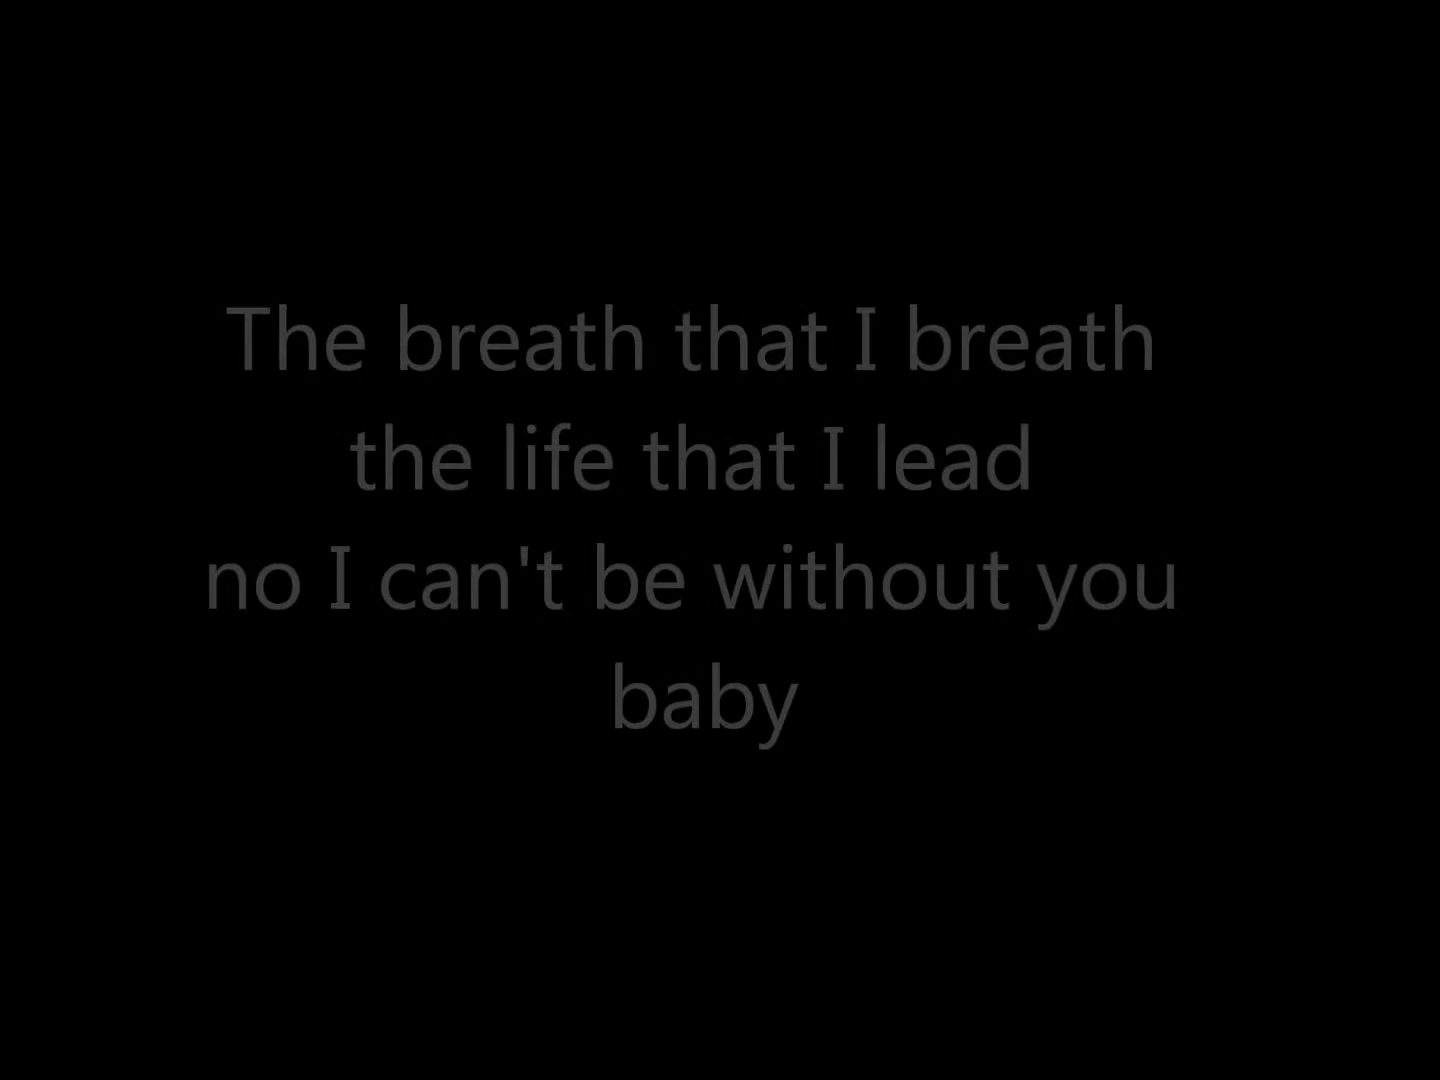 The breath that I breath
the life that I lead
no I can't be without you
baby